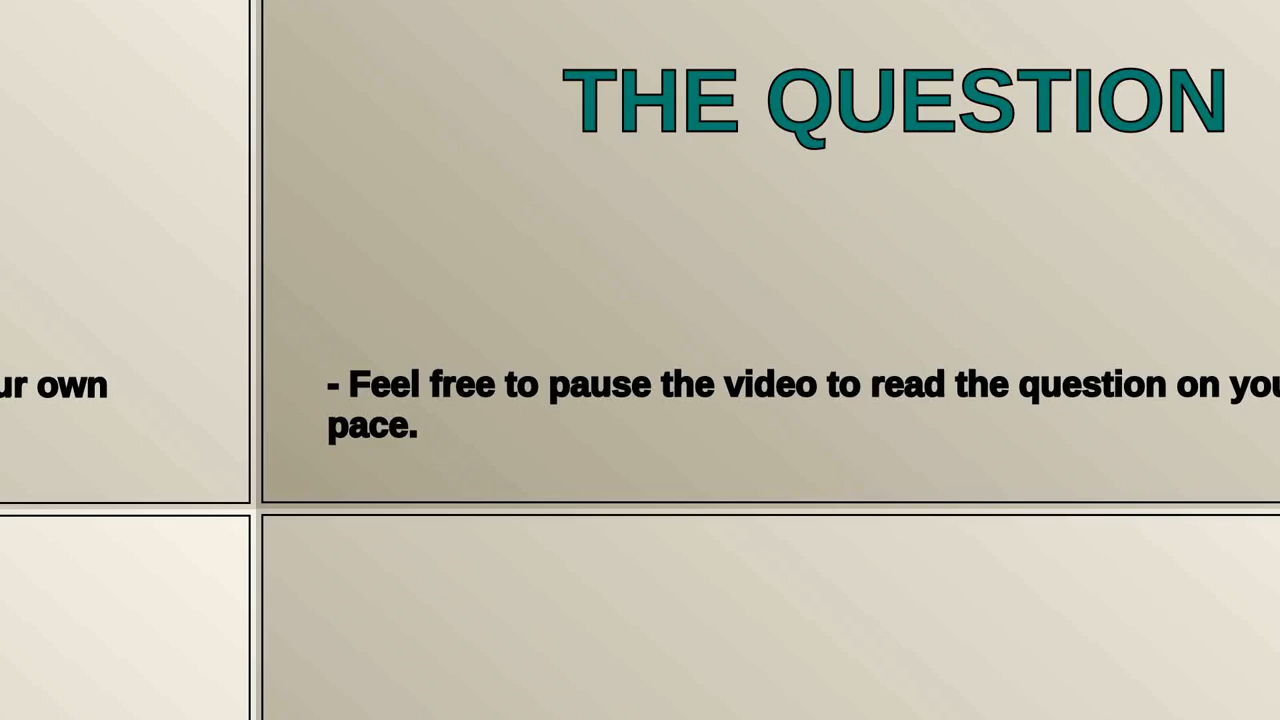 THE QUESTION
ur own
- Feel free to pause the video to read the question on you
pace.